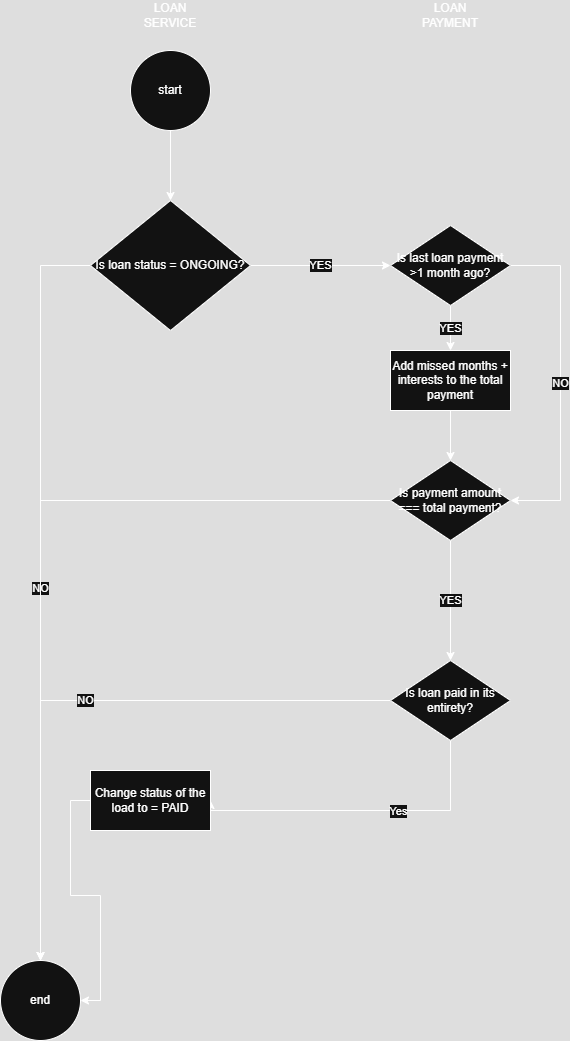 LOAN
SERVICE
LOAN
PAYMENT
start
Is loan status = ONGOING?
YES
Is last loan payment
>1 month ago?
YES
Add missed months +
interests to the total
payment
NO
Is payment amount
=== total payment?
NO
YES
NO
Is loan paid in its
entirety?
Change status of the
load to = PAID
Yes
end